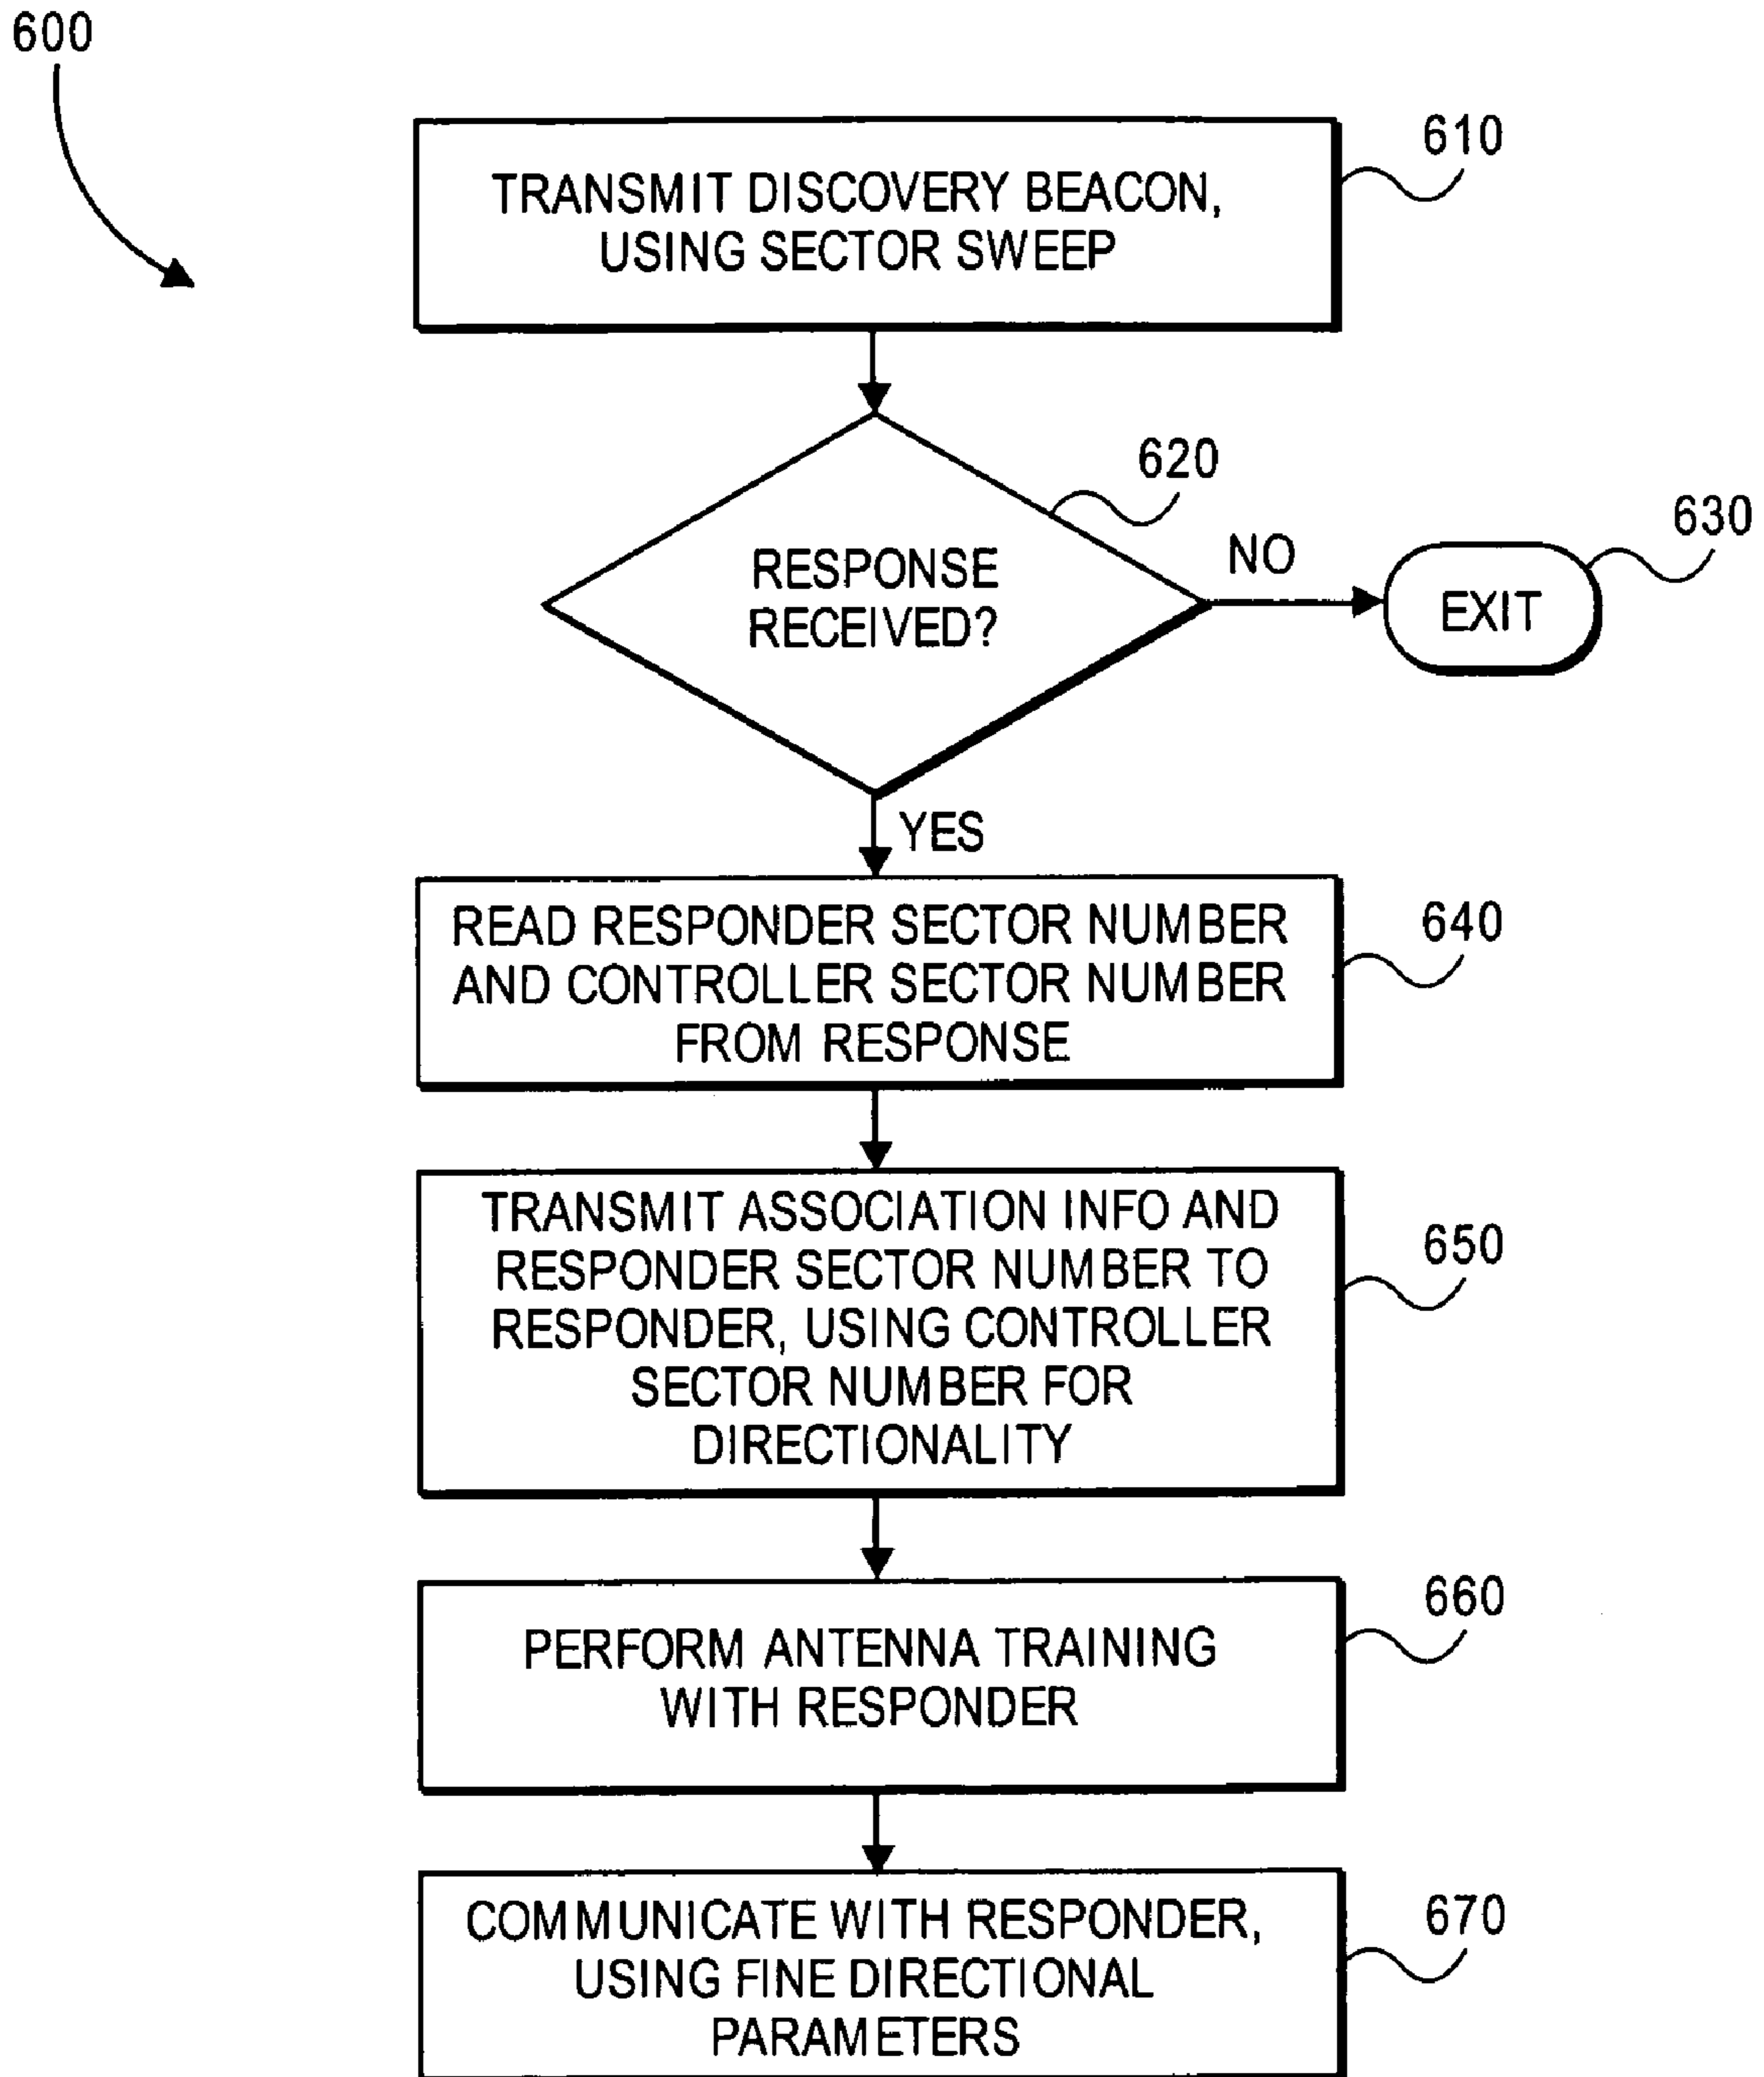 600
610
TRANSMIT DISCOVERY BEACON,
USING SECTOR SWEEP
620
RESPONSE
RECEIVED?
NO
630
EXIT
YES
READ RESPONDER SECTOR NUMBER
AND CONTROLLER SECTOR NUMBER
FROM RESPONSE
640
TRANSMIT ASSOCIATION INFO AND
RESPONDER SECTOR NUMBER TO
RESPONDER, USING CONTROLLER
SECTOR NUMBER FOR
DIRECTIONALITY
650
PERFORM ANTENNA TRAINING
WITH RESPONDER
660
COMMUNICATE WITH RESPONDER,
USING FINE DIRECTIONAL
PARAMETERS
670